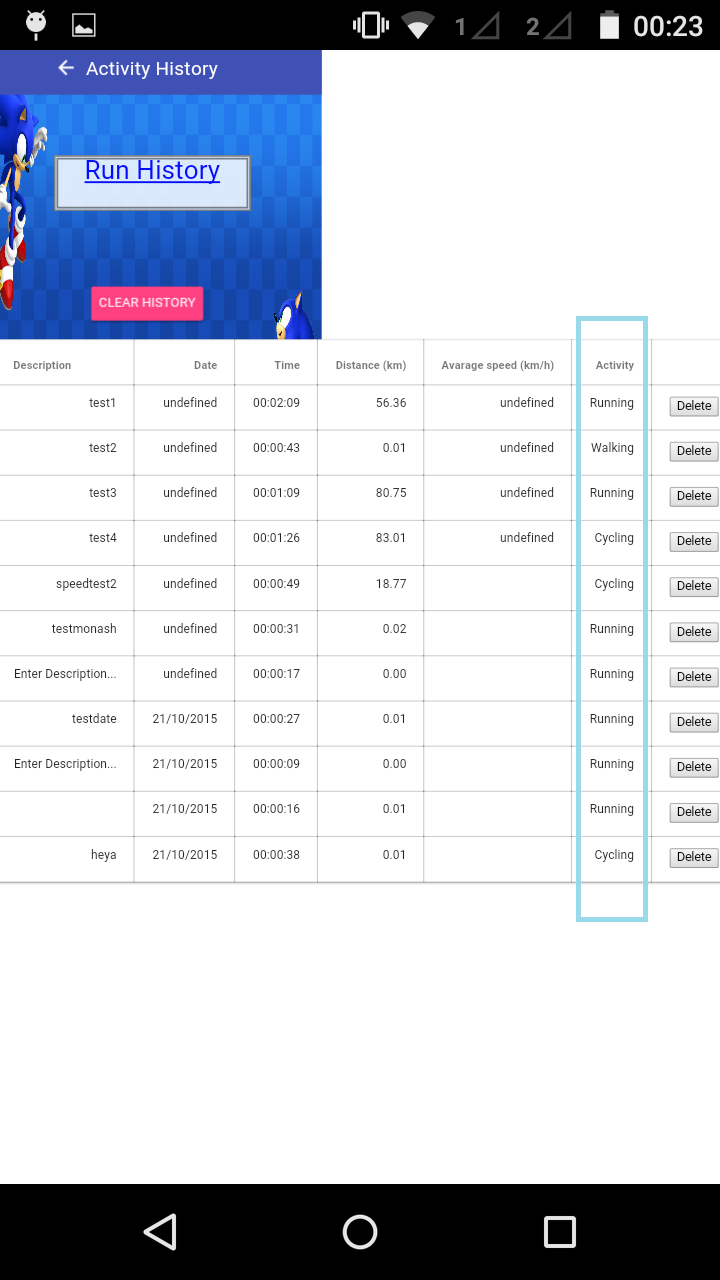 1 2 00:23
Activity History
Run History
CLEAR HISTORY
Description Date Time Distance (km) Avarage speed (km/h) Activity
test1 undefined 00:02:09 56.36 undefined Running Delete
test2 undefined 00:00:43 0.01 undefined Walking Delete
test3 undefined 00:01:09 80.75 undefined Running Delete
test4 undefined 00:01:26 83.01 undefined Cycling Delete
speedtest2 undefined 00:00:49 18.77 Cycling Delete
testmonash undefined 00:00:31 0.02 Running Delete
Enter Description... undefined 00:00:17 0.00 Running Delete
testdate 21/10/2015 00:00:27 0.01 Running Delete
Enter Description... 21/10/2015 00:00:09 0.00 Running Delete
21/10/2015 00:00:16 0.01 Running Delete
heya 21/10/2015 00:00:38 0.01 Cycling Delete